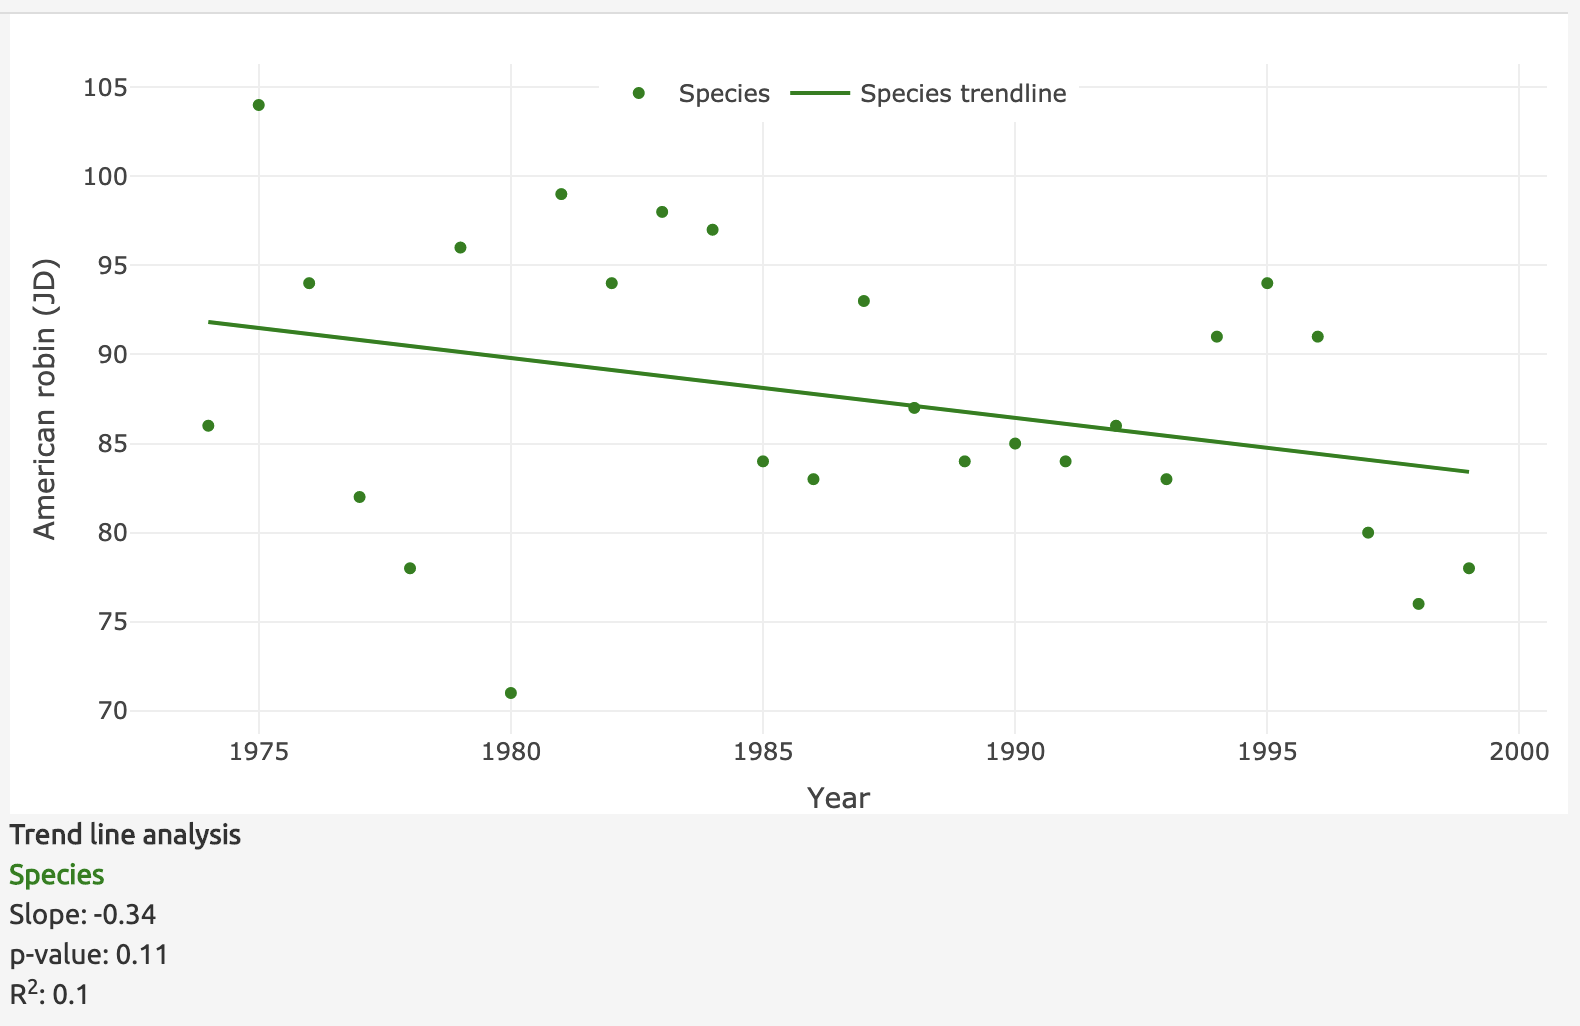 Species
Species trendline
105
100
95
90
85
80
75
70
American robin (JD)
1975
1980
1985
1990
1995
2000
Year
Trend line analysis
Species
Slope: -0.34
p-value: 0.11
R²: 0.1